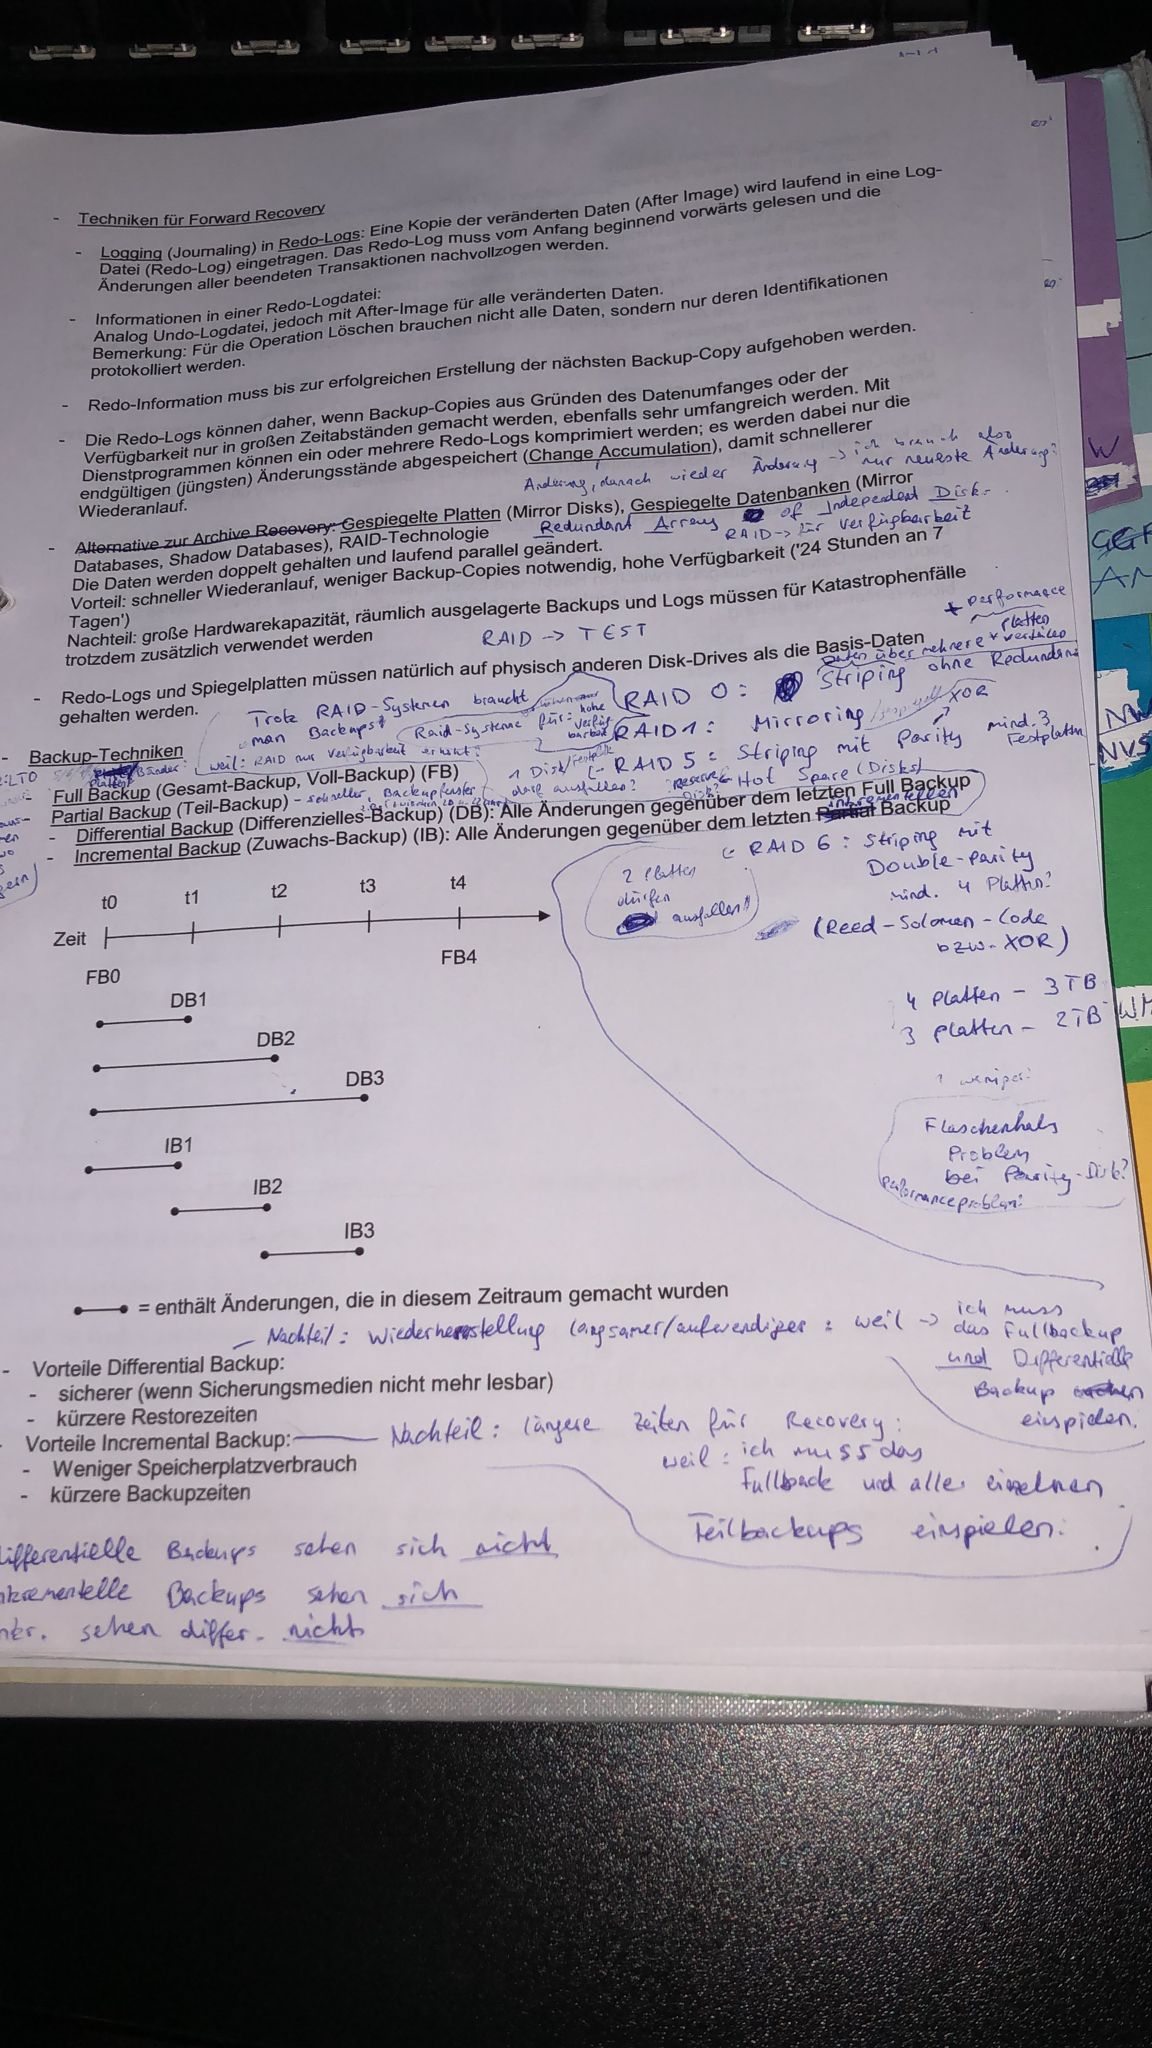 - Techniken für Forward Recovery
- Logging (Journaling) in Redo-Logs: Eine Kopie der veränderten Daten (After Image) wird laufend in eine Log-
Datei (Redo-Log) eingetragen. Das Redo-Log muss vom Anfang beginnend vorwärts gelesen und die
Änderungen aller beendeten Transaktionen nachvollzogen werden.
- Informationen in einer Redo-Logdatei:
Analog Undo-Logdatei, jedoch mit After-Image für alle veränderten Daten.
Bemerkung: Für die Operation Löschen brauchen nicht alle Daten, sondern nur deren Identifikationen
protokolliert werden.
- Redo-Information muss bis zur erfolgreichen Erstellung der nächsten Backup-Copy aufgehoben werden.
- Die Redo-Logs können daher, wenn Backup-Copies aus Gründen des Datenumfanges oder der
Verfügbarkeit nur in großen Zeitabständen gemacht werden, ebenfalls sehr umfangreich werden. Mit
Dienstprogrammen können ein oder mehrere Redo-Logs komprimiert werden; es werden dabei nur die
endgültigen (jüngsten) Änderungsstände abgespeichert (Change Accumulation), damit schnellerer
Wiederanlauf.
Änderung, danach wieder Änderung -> ich brauch also
nur neueste Änderung!
- Alternative zur Archive Recovery: Gespiegelte Platten (Mirror Disks), Gespiegelte Datenbanken (Mirror
Databases, Shadow Databases), RAID-Technologie
Redundant Array of Independent Disk-
RAID -> für Verfügbarkeit
Die Daten werden doppelt gehalten und laufend parallel geändert.
Vorteil: schneller Wiederanlauf, weniger Backup-Copies notwendig, hohe Verfügbarkeit ('24 Stunden an 7
Tagen')
Nachteil: große Hardwarekapazität, räumlich ausgelagerte Backups und Logs müssen für Katastrophenfälle
trotzdem zusätzlich verwendet werden
RAID -> TEST
+ Performance
- Redo-Logs und Spiegelplatten müssen natürlich auf physisch anderen Disk-Drives als die Basis-Daten
gehalten werden.
Daten über mehrere Platten verteilen
RAID 0: Striping ohne Redundanz
Trotz RAID-Systemen braucht
man Backups!
weil: RAID nur Verfügbarkeit erhöht!
Raid-Systeme für: hohe
Verfügbarkeit
RAID 1: Mirroring
XOR
RAID 5: Striping mit Parity mind. 3
Festplatten
1 Disk/Festplatte
darf ausfallen!
Reserve
Disk!
Hot Spare (Disks)
- Backup-Techniken
- Full Backup (Gesamt-Backup, Voll-Backup) (FB)
- Partial Backup (Teil-Backup) - schneller, Backupfenster
- Differential Backup (Differenzielles-Backup) (DB): Alle Änderungen gegenüber dem letzten Full Backup
- Incremental Backup (Zuwachs-Backup) (IB): Alle Änderungen gegenüber dem letzten Partial inkrementellen Backup
RAID 6: Striping mit
Double-Parity
mind. 4 Platten!
(Reed-Solomon-Code
bzw. XOR)
2 Platten
dürfen
ausfallen!!
t0 t1 t2 t3 t4
Zeit
FB0 FB4
DB1
DB2
DB3
IB1
IB2
IB3
4 Platten - 3 TB
3 Platten - 2 TB
1 weniger!
Flaschenhals
Problem
bei Parity-Disk!
Performanceproblem!
= enthält Änderungen, die in diesem Zeitraum gemacht wurden
- Nachteil: Wiederherstellung langsamer/aufwendiger: weil -> ich muss
das Fullbackup
und Differentielle
Backup
einspielen!
- Vorteile Differential Backup:
- sicherer (wenn Sicherungsmedien nicht mehr lesbar)
- kürzere Restorezeiten
- Vorteile Incremental Backup:
- Weniger Speicherplatzverbrauch
- kürzere Backupzeiten
Nachteil: längere Zeiten für Recovery!
weil: ich muss das
Fullback und alle einzelnen
Teilbackups einspielen!
ifferentielle Backups sehen sich nicht
nkrementelle Backups sehen sich
nkr. sehen differ. nicht
W
NVS